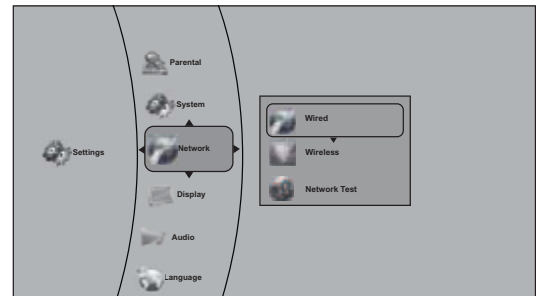 Settings
Parental
System
Network
Display
Audio
Language
Wired
Wireless
Network Test